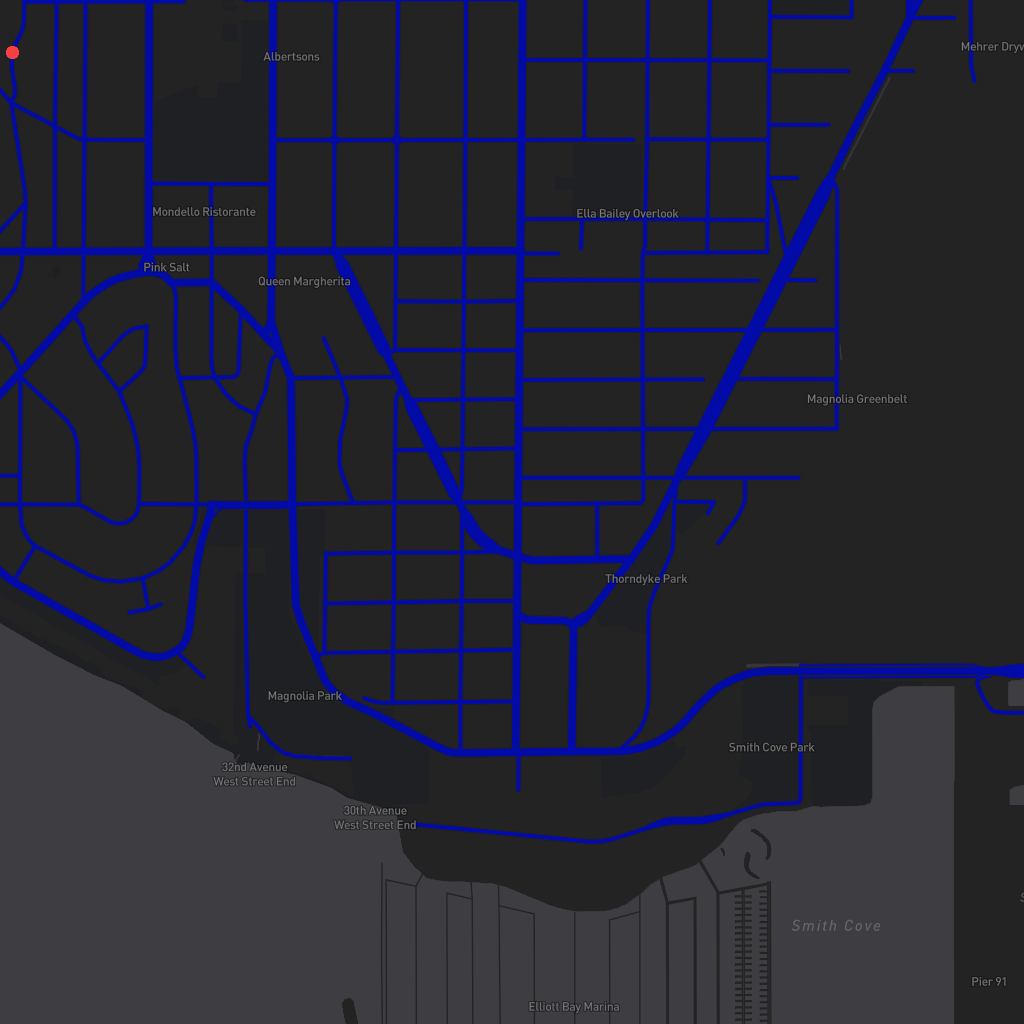 Mehrer Dryw
Albertsons
Mondello Ristorante
Ella Bailey Overlook
Pink Salt
Queen Margherita
Magnolia Greenbelt
Thorndyke Park
Magnolia Park
Smith Cove Park
32nd Avenue
West Street End
30th Avenue
West Street End
Smith Cove
Pier 91
Elliott Bay Marina